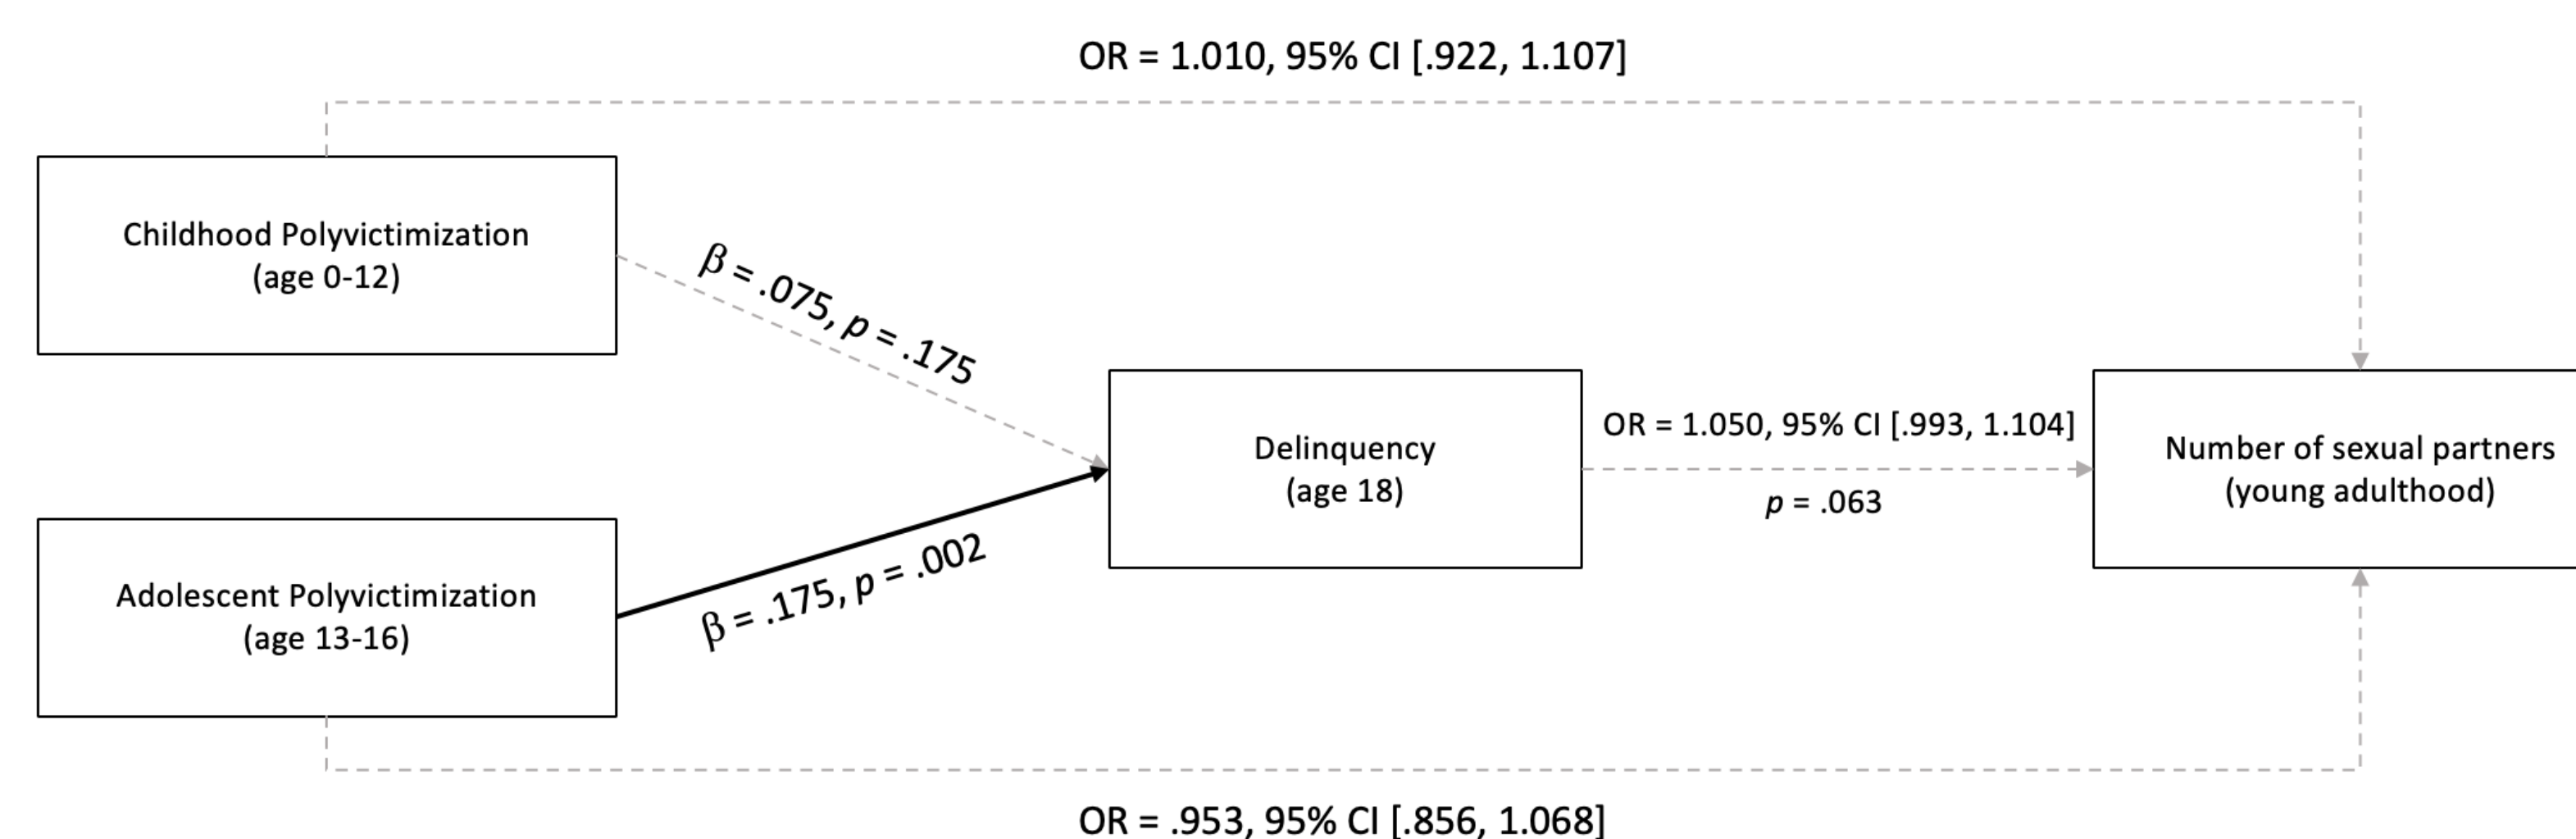 OR = 1.010, 95% CI [.922, 1.107]
Childhood Polyvictimization
(age 0-12)
β = .075, p = .175
Delinquency
(age 18)
OR = 1.050, 95% CI [.993, 1.104]
p = .063
Number of sexual partners
(young adulthood)
Adolescent Polyvictimization
(age 13-16)
β = .175, p = .002
OR = .953, 95% CI [.856, 1.068]